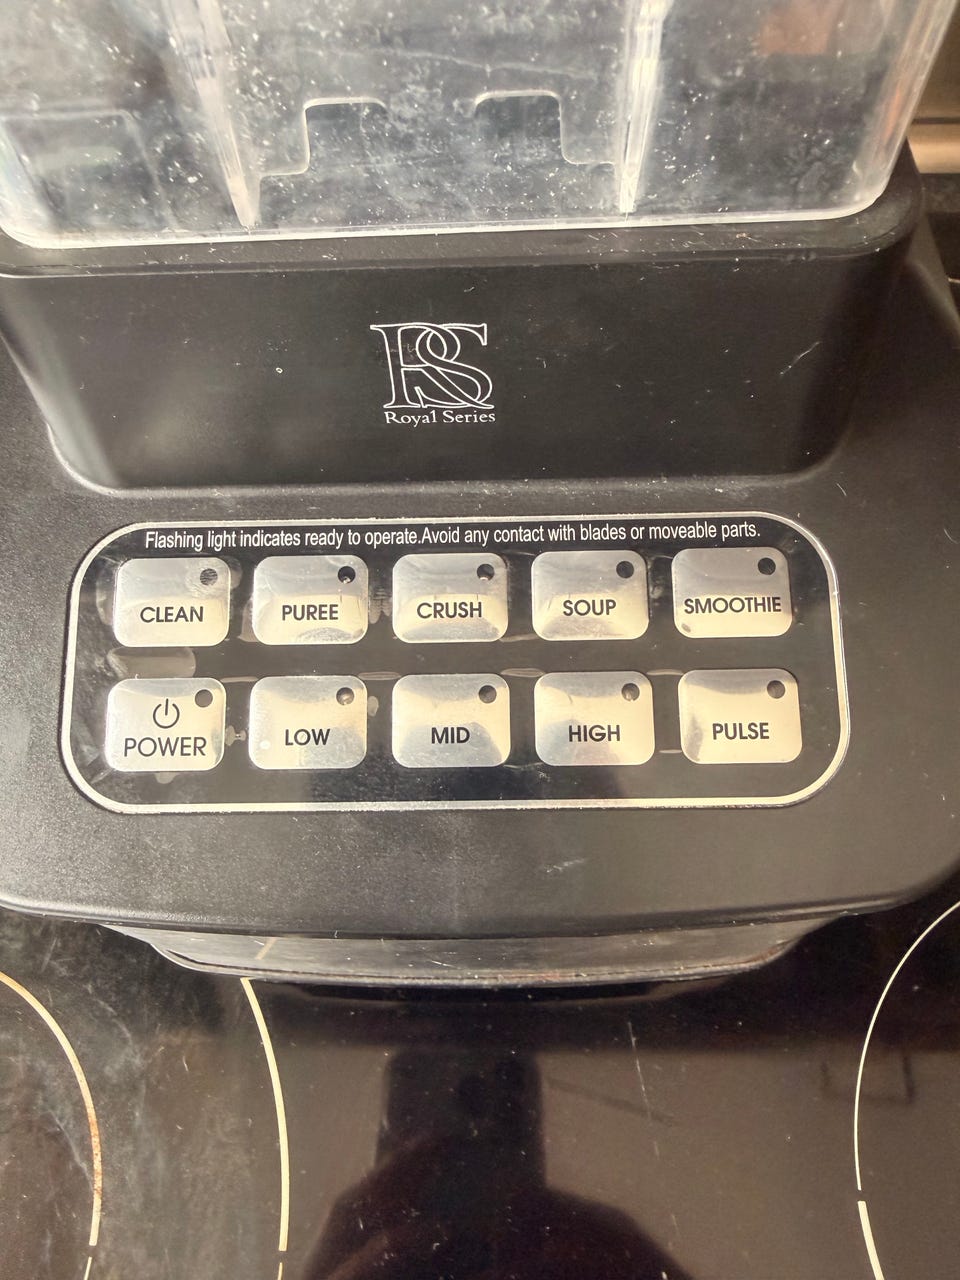 RS
Royal Series
Flashing light indicates ready to operate.Avoid any contact with blades or moveable parts.
CLEAN PUREE CRUSH SOUP SMOOTHIE
POWER LOW MID HIGH PULSE